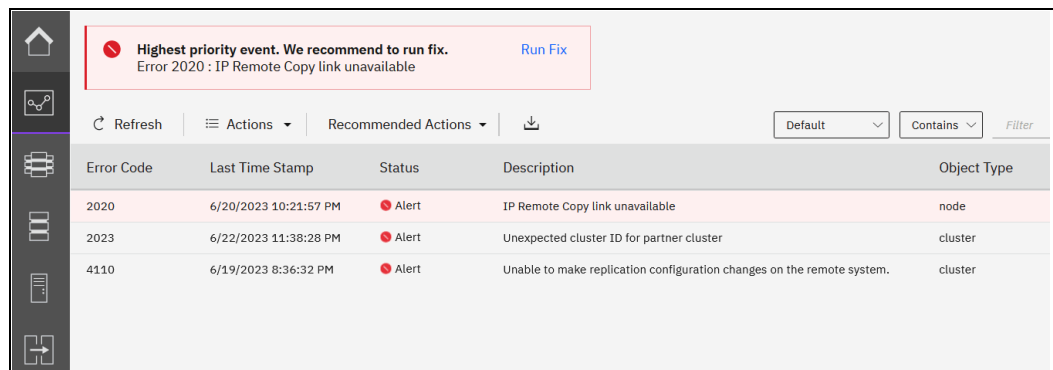 Highest priority event. We recommend to run fix. Run Fix
Error 2020 : IP Remote Copy link unavailable
Refresh Actions Recommended Actions Default Contains Filter
Error Code Last Time Stamp Status Description Object Type
2020 6/20/2023 10:21:57 PM Alert IP Remote Copy link unavailable node
2023 6/22/2023 11:38:28 PM Alert Unexpected cluster ID for partner cluster cluster
4110 6/19/2023 8:36:32 PM Alert Unable to make replication configuration changes on the remote system. cluster